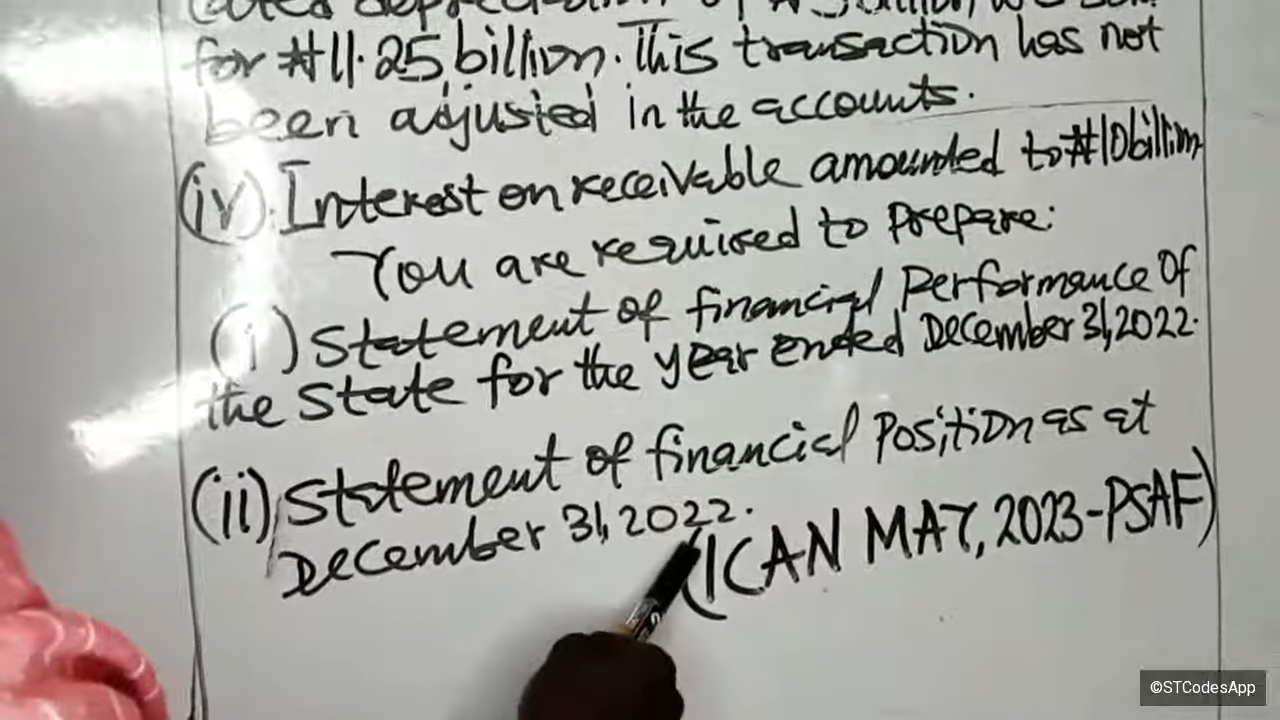 for ₦11.25 billion. This transaction has not
been adjusted in the accounts.
(iv). Interest on receivable amounted to ₦10billion
You are required to prepare:
(i) Statement of financial Performance Of
the State for the year ended December 31, 2022.
(ii) Statement of financial Position as at
December 31, 2022.
(ICAN MAY, 2023-PSAF)
©STCodesApp